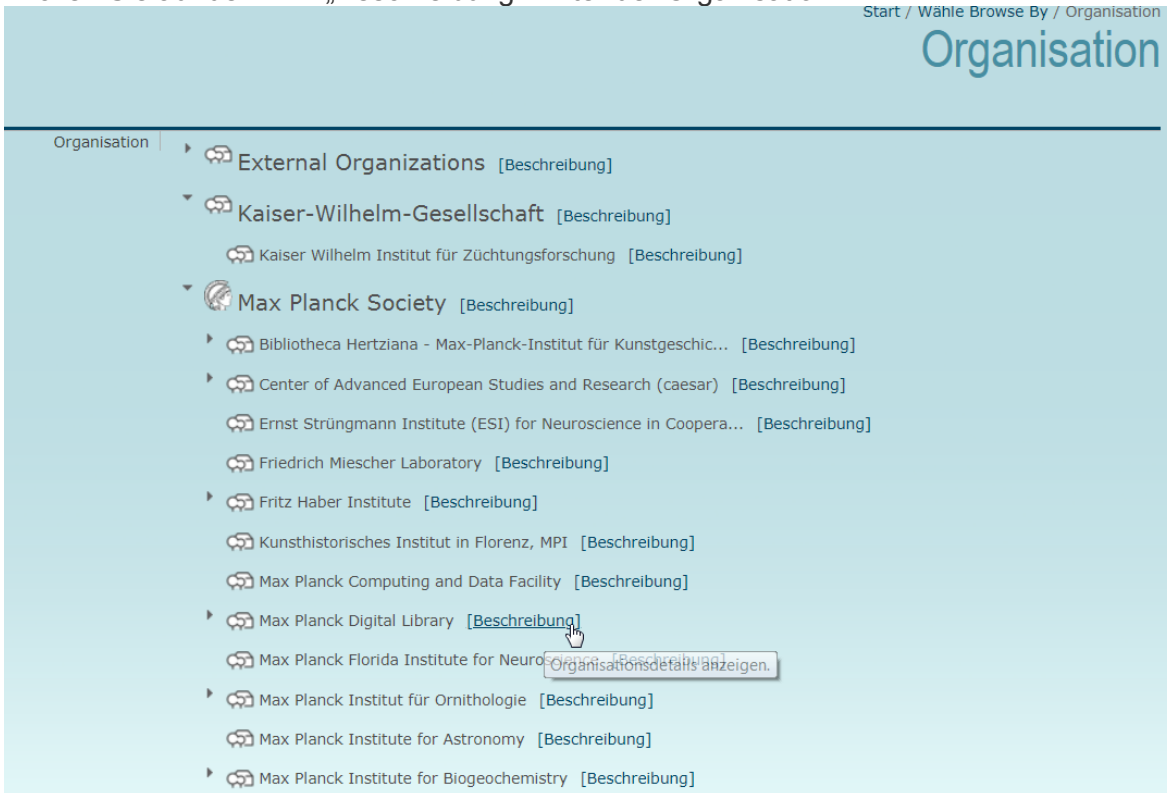 Start / Wähle Browse By / Organisation
Organisation
Organisation
External Organizations [Beschreibung]
Kaiser-Wilhelm-Gesellschaft [Beschreibung]
Kaiser Wilhelm Institut für Züchtungsforschung [Beschreibung]
Max Planck Society [Beschreibung]
Bibliotheca Hertziana - Max-Planck-Institut für Kunstgeschic... [Beschreibung]
Center of Advanced European Studies and Research (caesar) [Beschreibung]
Ernst Strüngmann Institute (ESI) for Neuroscience in Coopera... [Beschreibung]
Friedrich Miescher Laboratory [Beschreibung]
Fritz Haber Institute [Beschreibung]
Kunsthistorisches Institut in Florenz, MPI [Beschreibung]
Max Planck Computing and Data Facility [Beschreibung]
Max Planck Digital Library [Beschreibung]
Max Planck Florida Institute for Neuroscience [Beschreibung]
Organisationsdetails anzeigen.
Max Planck Institut für Ornithologie [Beschreibung]
Max Planck Institute for Astronomy [Beschreibung]
Max Planck Institute for Biogeochemistry [Beschreibung]